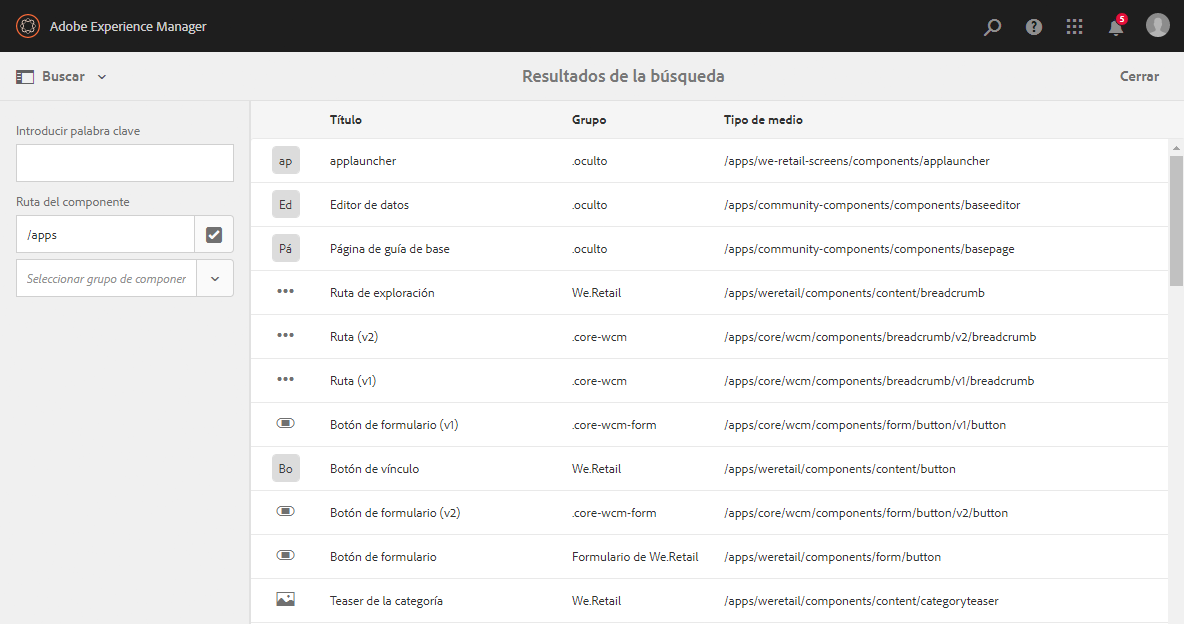 Adobe Experience Manager
5
Buscar
Resultados de la búsqueda
Cerrar
Introducir palabra clave
Ruta del componente
/apps
Seleccionar grupo de componer
Título Grupo Tipo de medio
ap applauncher .oculto /apps/we-retail-screens/components/applauncher
Ed Editor de datos .oculto /apps/community-components/components/baseeditor
Pá Página de guía de base .oculto /apps/community-components/components/basepage
Ruta de exploración We.Retail /apps/weretail/components/content/breadcrumb
Ruta (v2) .core-wcm /apps/core/wcm/components/breadcrumb/v2/breadcrumb
Ruta (v1) .core-wcm /apps/core/wcm/components/breadcrumb/v1/breadcrumb
Botón de formulario (v1) .core-wcm-form /apps/core/wcm/components/form/button/v1/button
Bo Botón de vínculo We.Retail /apps/weretail/components/content/button
Botón de formulario (v2) .core-wcm-form /apps/core/wcm/components/form/button/v2/button
Botón de formulario Formulario de We.Retail /apps/weretail/components/form/button
Teaser de la categoría We.Retail /apps/weretail/components/content/categoryteaser